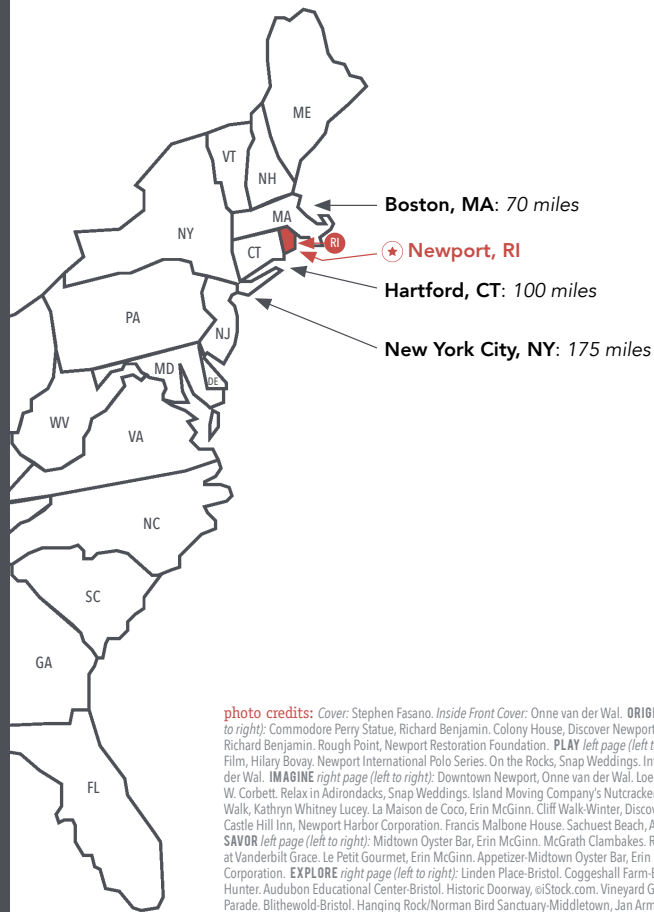 ME
VT
NH
Boston, MA: 70 miles
MA
NY
RI
CT
Newport, RI
Hartford, CT: 100 miles
PA
NJ
New York City, NY: 175 miles
MD
DE
WV
VA
NC
SC
GA
FL
photo credits: Cover: Stephen Fasano. Inside Front Cover: Onne van der Wal.
to right): Commodore Perry Statue, Richard Benjamin. Colony House, Discover Newport
Richard Benjamin. Rough Point, Newport Restoration Foundation. PLAY left page (left t
Film, Hilary Bovay. Newport International Polo Series. On the Rocks, Snap Weddings.
der Wal. IMAGINE right page (left to right): Downtown Newport, Onne van der Wal.
W. Corbett. Relax in Adirondacks, Snap Weddings. Island Moving Company's Nutcracker
Walk, Kathryn Whitney Lucey. La Maison de Coco, Erin McGinn. Cliff Walk-Winter,
Castle Hill Inn, Newport Harbor Corporation. Francis Malbone House. Sachuest Beach,
SAVOR left page (left to right): Midtown Oyster Bar, Erin McGinn. McGrath Clambakes.
at Vanderbilt Grace. Le Petit Gourmet, Erin McGinn. Appetizer-Midtown Oyster Bar, Erin
Corporation. EXPLORE right page (left to right): Linden Place-Bristol. Coggeshall
Hunter. Audubon Educational Center-Bristol. Historic Doorway, ©iStock.com. Vineyard
Parade. Blithewold-Bristol. Hanging Rock/Norman Bird Sanctuary-Middletown, Jan